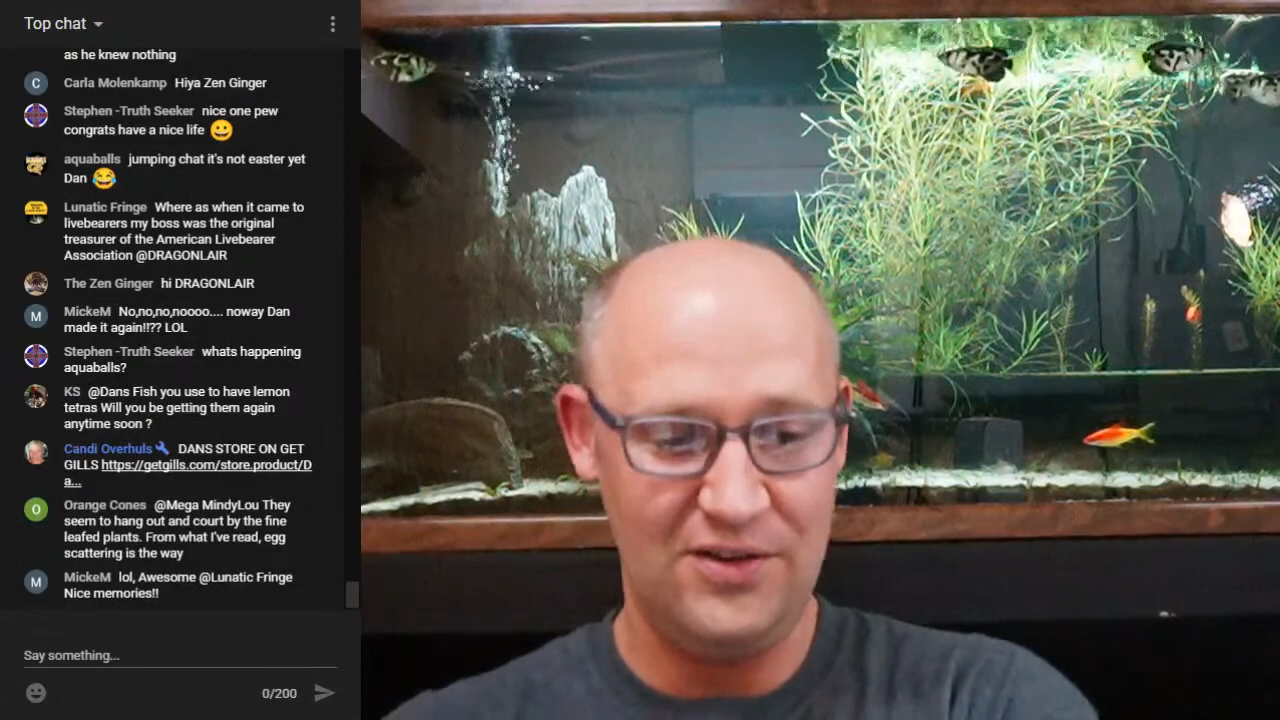 Top chat
as he knew nothing
Carla Molenkamp Hiya Zen Ginger
Stephen -Truth Seeker nice one pew
congrats have a nice life 😀
aquaballs jumping chat it's not easter yet
Dan 😂
Lunatic Fringe Where as when it came to
livebearers my boss was the original
treasurer of the American Livebearer
Association @DRAGONLAIR
The Zen Ginger hi DRAGONLAIR
M MickeM No,no,no,noooo.... noway Dan
made it again!!?? LOL
Stephen -Truth Seeker whats happening
aquaballs?
KS @Dans Fish you use to have lemon
tetras Will you be getting them again
anytime soon ?
Candi Overhuls DANS STORE ON GET
GILLS https://getgills.com/store.product/D
a...
O Orange Cones @Mega MindyLou They
seem to hang out and court by the fine
leafed plants. From what I've read, egg
scattering is the way
M MickeM lol, Awesome @Lunatic Fringe
Nice memories!!
Say something...
0/200